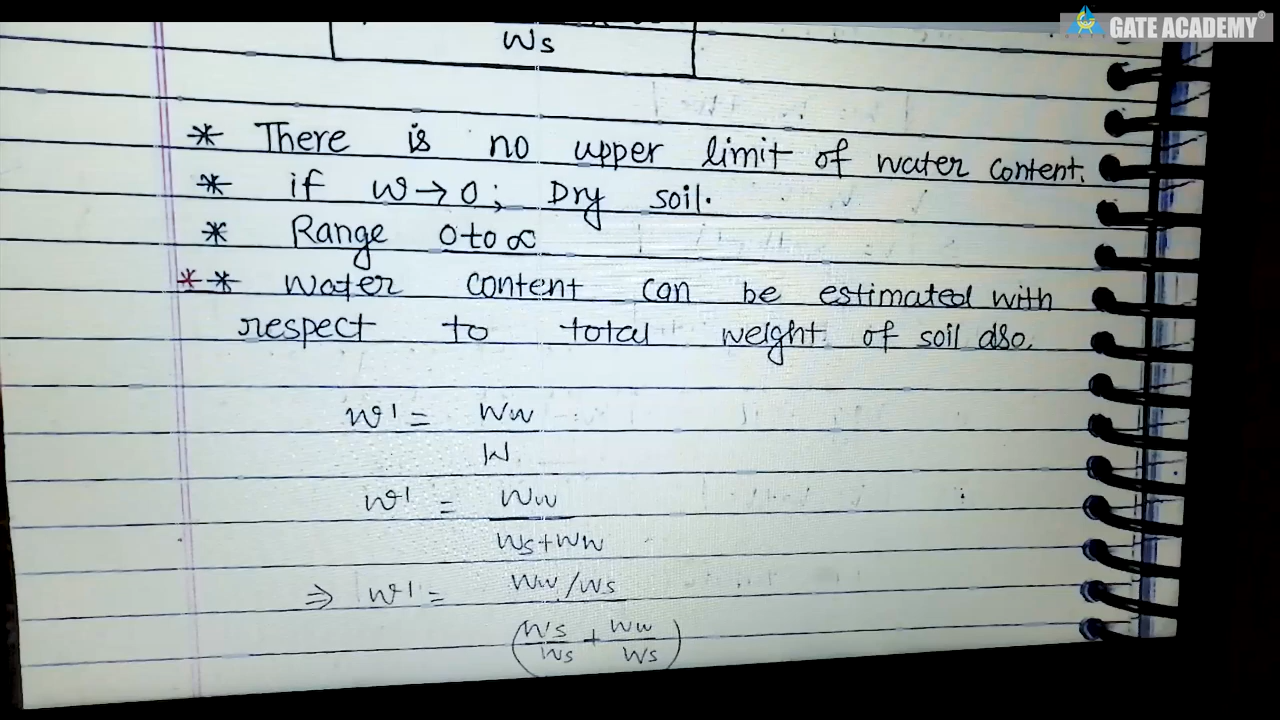 GATE ACADEMY®
Ws
* There is no upper limit of water content.
* if w → 0; Dry soil.
* Range 0 to ∞
** water content can be estimated with
respect to total weight of soil also.
w' = Ww
W
w' = Ww
Ws+Ww
⇒ w' = Ww/Ws
(Ws/Ws + Ww/Ws)